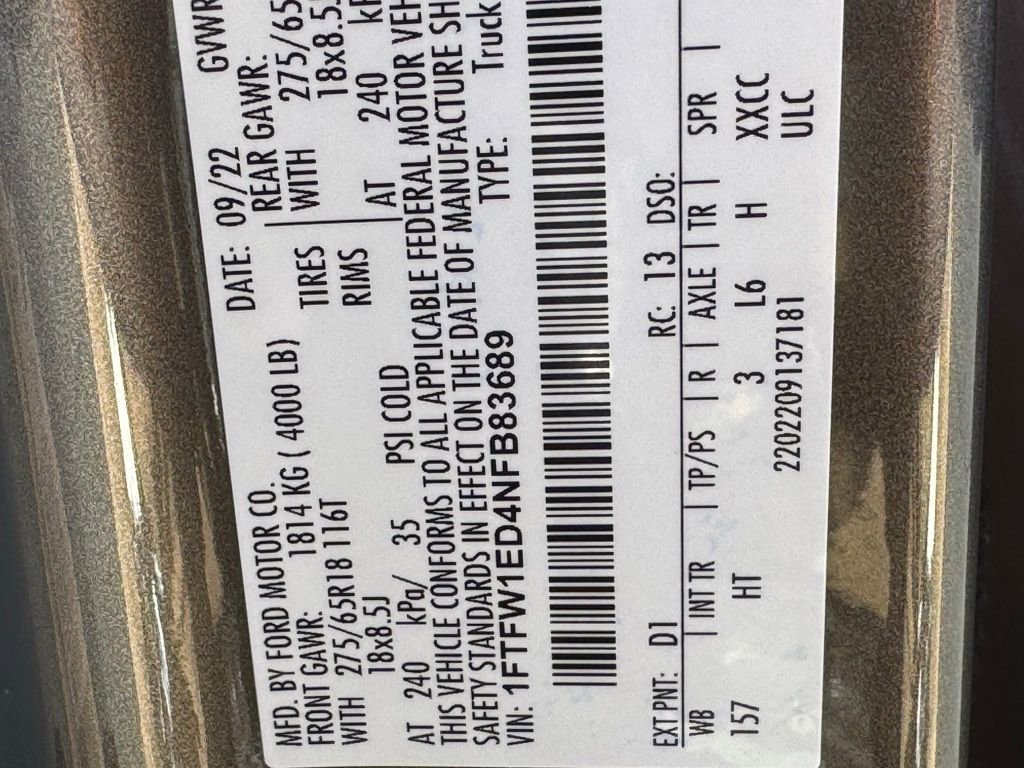 MFD. BY FORD MOTOR CO. DATE: 09/22 GVWR
FRONT GAWR: REAR GAWR:
1814 KG ( 4000 LB)
WITH 275/65R18 116T TIRES WITH 275/65
18x8.5J RIMS 18x8.5J
AT 240 kPa/ 35 PSI COLD AT 240
THIS VEHICLE CONFORMS TO ALL APPLICABLE FEDERAL MOTOR VEH
SAFETY STANDARDS IN EFFECT ON THE DATE OF MANUFACTURE SH
VIN: 1FTFW1ED4NFB83689 TYPE: Truck
EXT PNT: D1 RC: 13 DSO:
WB | INT TR | TP/PS | R | AXLE | TR | SPR |
157 HT 3 L6 H XXCC
2202209137181 ULC